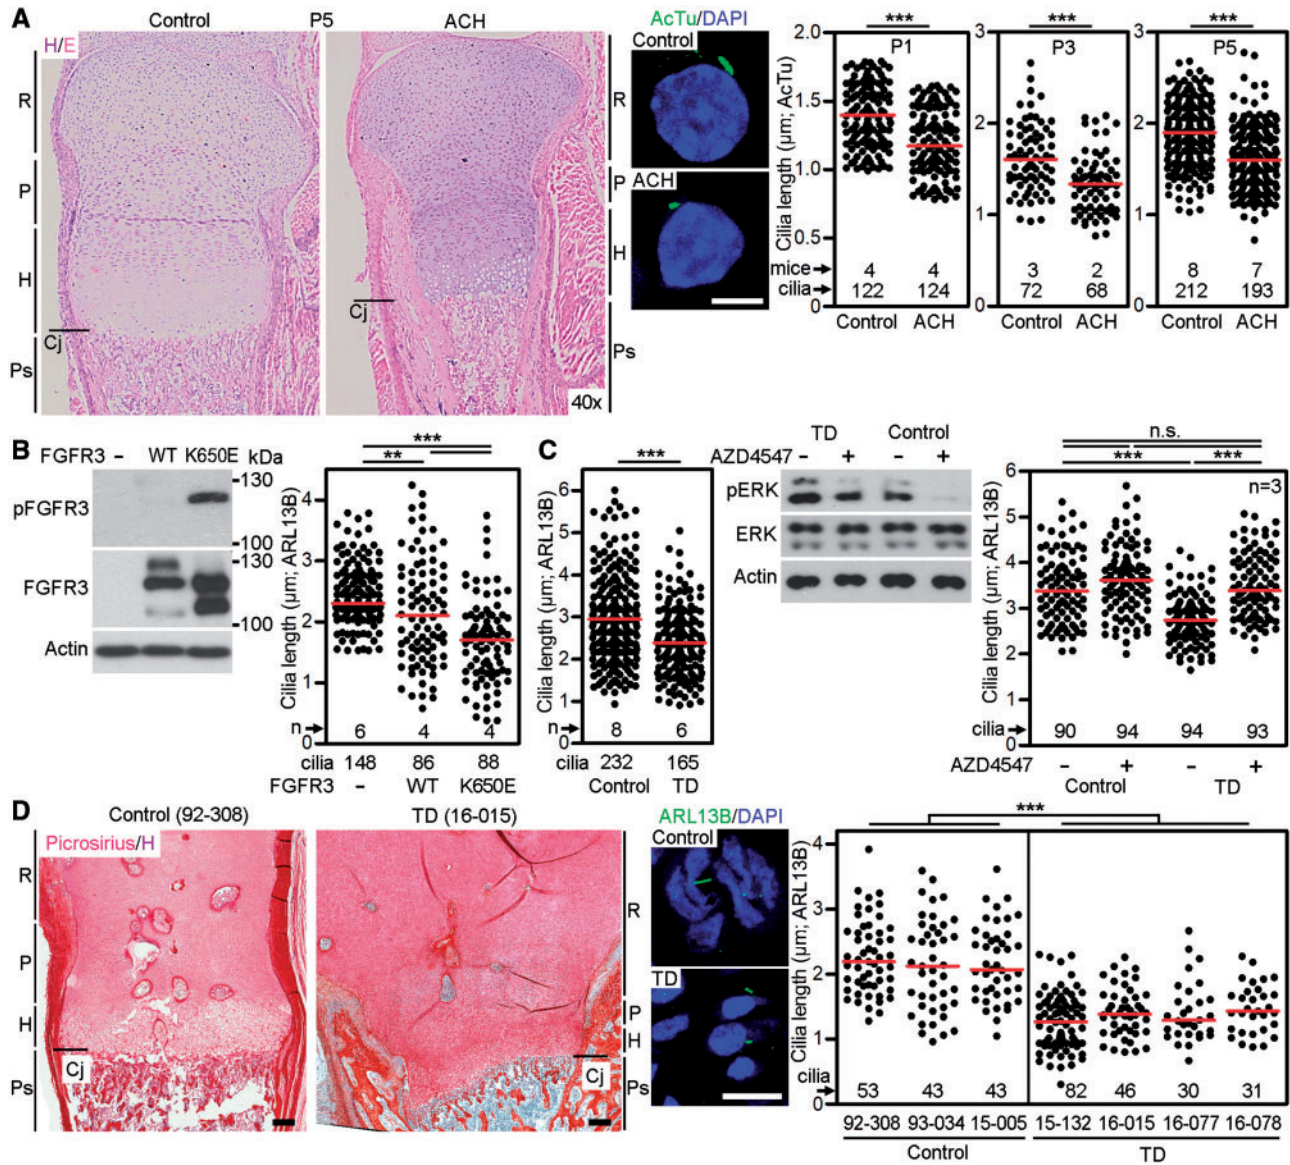 A
Control
P5
ACH
H/E
R
P
H
Cj
Ps
R
P
H
Cj
Ps
40x
AcTu/DAPI
Control
ACH
Cilia length (µm; AcTu)
2.0
1.5
1.0
0.5
0
***
P1
mice
4 4
cilia
122 124
Control ACH
3
2
1
0
***
P3
3 2
72 68
Control ACH
3
2
1
0
***
P5
8 7
212 193
Control ACH
B
FGFR3 – WT K650E kDa
pFGFR3
130
100
FGFR3
130
100
Actin
***
**
Cilia length (µm; ARL13B)
4
3
2
1
0
n 6 4 4
cilia 148 86 88
FGFR3 – WT K650E
C
***
Cilia length (µm; ARL13B)
6
5
4
3
2
1
0
n 8 6
cilia 232 165
Control TD
TD Control
AZD4547 – + – +
pERK
ERK
Actin
n.s.
*** ***
n=3
Cilia length (µm; ARL13B)
6
5
4
3
2
1
0
cilia 90 94 94 93
AZD4547 – + – +
Control TD
D
Control (92-308)
TD (16-015)
Picrosirius/H
R
P
H
Cj
Ps
R
P
H
Cj
Ps
ARL13B/DAPI
Control
TD
***
Cilia length (µm; ARL13B)
4
3
2
1
0
cilia
53 43 43 82 46 30 31
92-308 93-034 15-005 15-132 16-015 16-077 16-078
Control TD